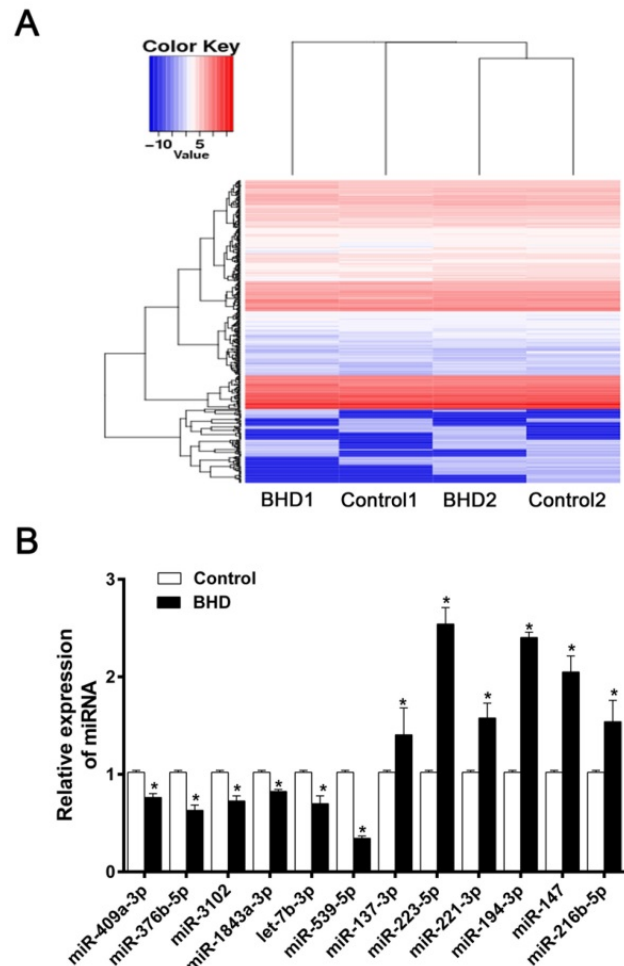 A
Color Key
−10 5
Value
BHD1 Control1 BHD2 Control2
B
Control
BHD
Relative expression
of miRNA
3
2
1
0
* * * * * * * * * * * *
miR-409a-3p
miR-376b-5p
miR-3102
miR-1843a-3p
let-7b-3p
miR-539-5p
miR-137-3p
miR-223-5p
miR-221-3p
miR-194-3p
miR-147
miR-216b-5p